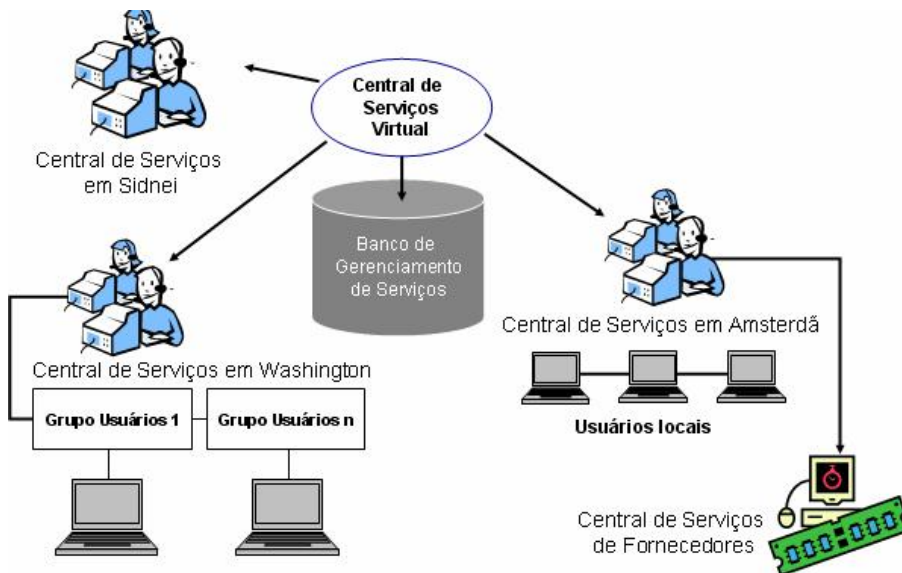 Central de
Serviços
Virtual
Central de Serviços
em Sidnei
Banco de
Gerenciamento
de Serviços
Central de Serviços em Washington
Grupo Usuários 1
Grupo Usuários n
Central de Serviços em Amsterdã
Usuários locais
Central de Serviços
de Fornecedores